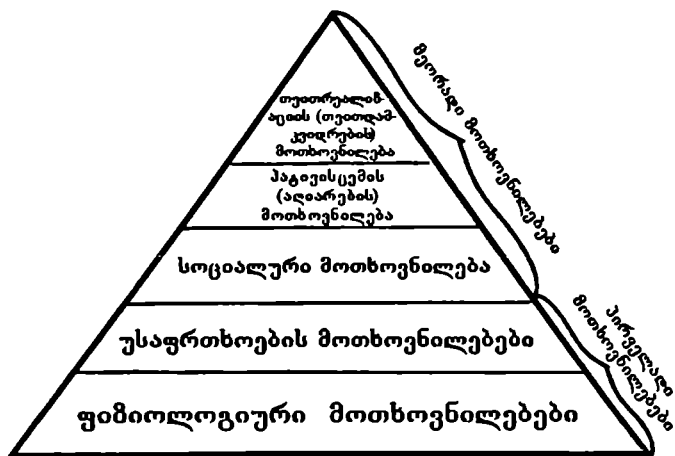 თვითრეალიზ-
აციის (თვითდამ-
კვიდრების)
მოთხოვნილება
პატივისცემის
(აღიარების)
მოთხოვნილება
სოციალური მოთხოვნილება
უსაფრთხოების მოთხოვნილებები
ფიზიოლოგიური მოთხოვნილებები
მეორადი მოთხოვნილებები
პირველადი
მოთხოვნილებები